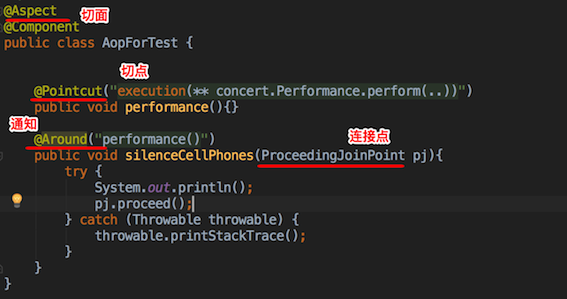 @Aspect 切面
@Component
public class AopForTest {
切点
@Pointcut("execution(** concert.Performance.perform(..))")
public void performance(){}
通知
@Around("performance()") 连接点
public void silenceCellPhones(ProceedingJoinPoint pj){
try {
System.out.println();
pj.proceed();
} catch (Throwable throwable) {
throwable.printStackTrace();
}
}
}